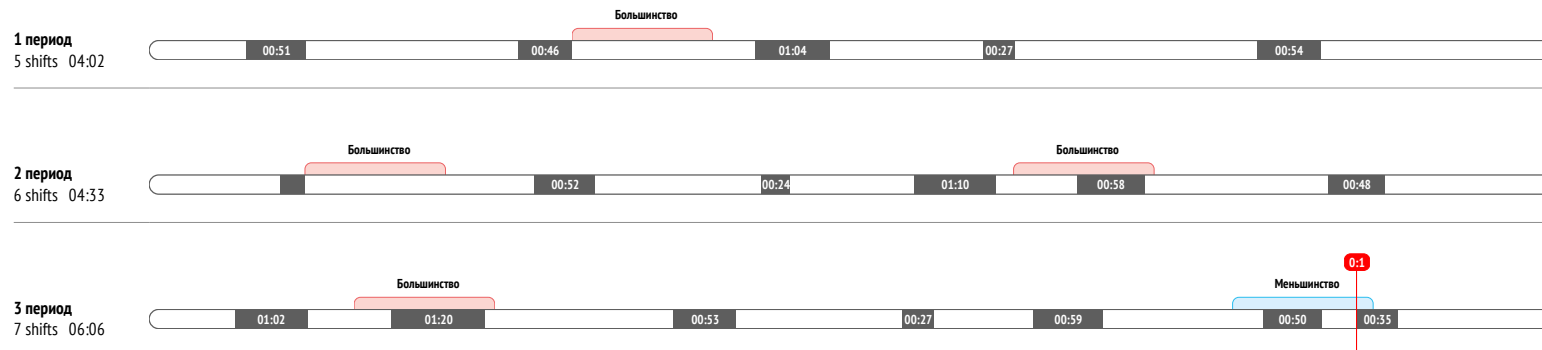 Большинство
1 период
5 shifts 04:02
00:51 00:46 01:04 00:27 00:54
Большинство Большинство
2 период
6 shifts 04:33
00:52 00:24 01:10 00:58 00:48
0:1
Большинство Меньшинство
3 период
7 shifts 06:06
01:02 01:20 00:53 00:27 00:59 00:50 00:35